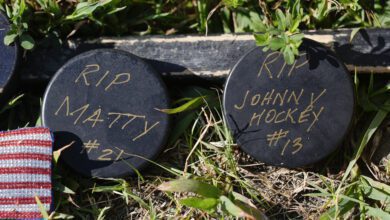 RIP
MATTY
#21
RIP
JOHNNY
HOCKEY
#13